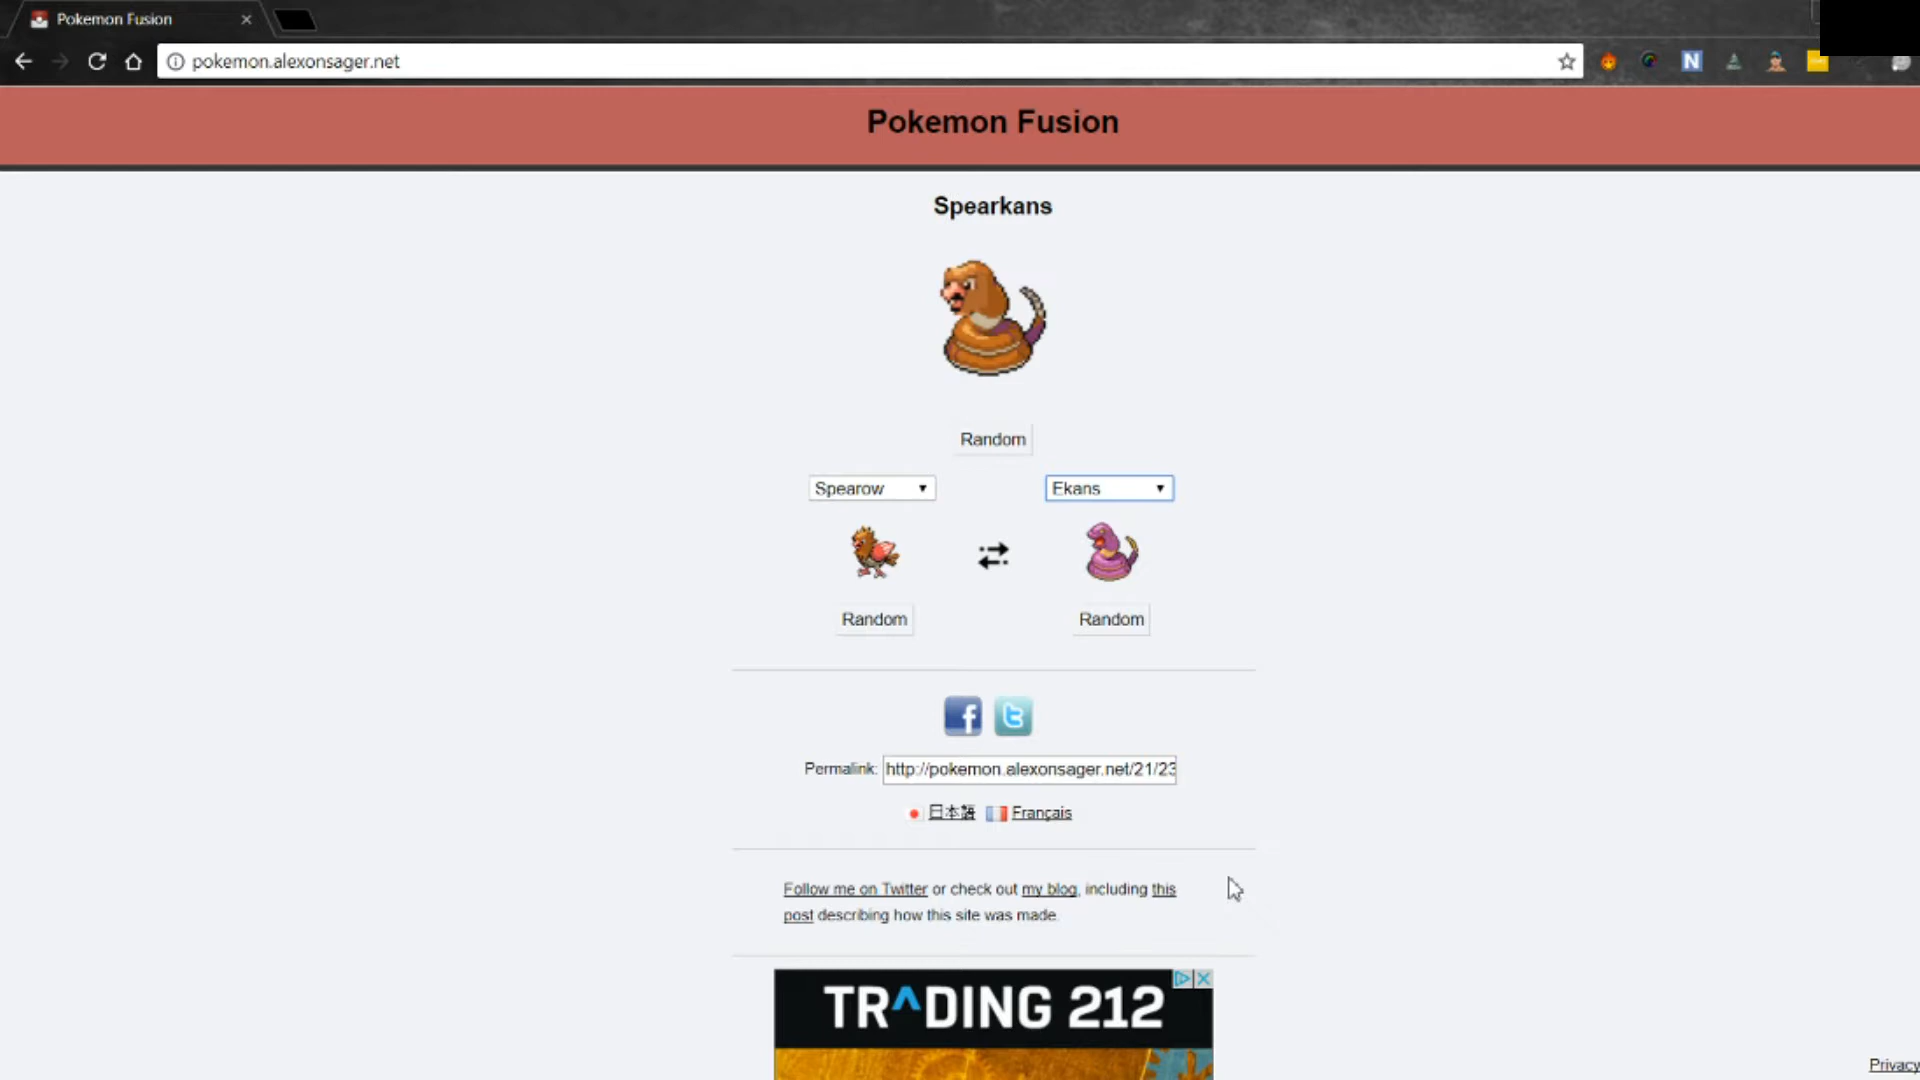 Pokemon Fusion
pokemon.alexonsager.net
N
Pokemon Fusion
Spearkans
Random
Spearow Ekans
Random Random
f t
Permalink: http://pokemon.alexonsager.net/21/23
日本語 Français
Follow me on Twitter or check out my blog, including this
post describing how this site was made.
TRADING 212
Privacy